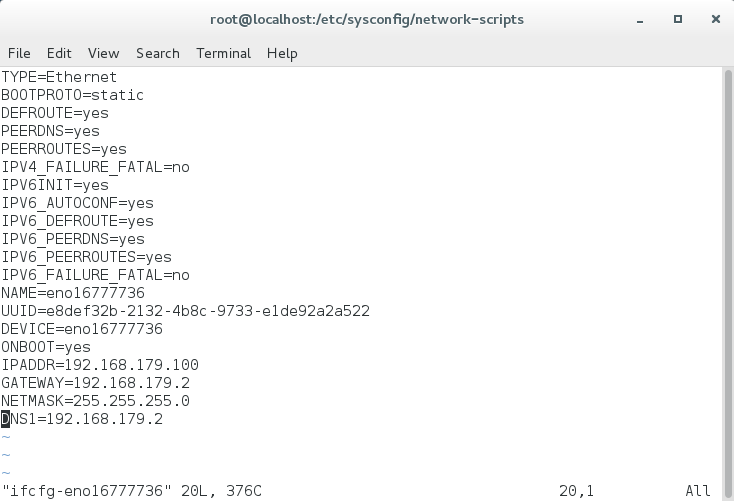 root@localhost:/etc/sysconfig/network-scripts
File Edit View Search Terminal Help
TYPE=Ethernet
BOOTPROTO=static
DEFROUTE=yes
PEERDNS=yes
PEERROUTES=yes
IPV4_FAILURE_FATAL=no
IPV6INIT=yes
IPV6_AUTOCONF=yes
IPV6_DEFROUTE=yes
IPV6_PEERDNS=yes
IPV6_PEERROUTES=yes
IPV6_FAILURE_FATAL=no
NAME=eno16777736
UUID=e8def32b-2132-4b8c-9733-e1de92a2a522
DEVICE=eno16777736
ONBOOT=yes
IPADDR=192.168.179.100
GATEWAY=192.168.179.2
NETMASK=255.255.255.0
DNS1=192.168.179.2
~
~
~
"ifcfg-eno16777736" 20L, 376C 20,1 All